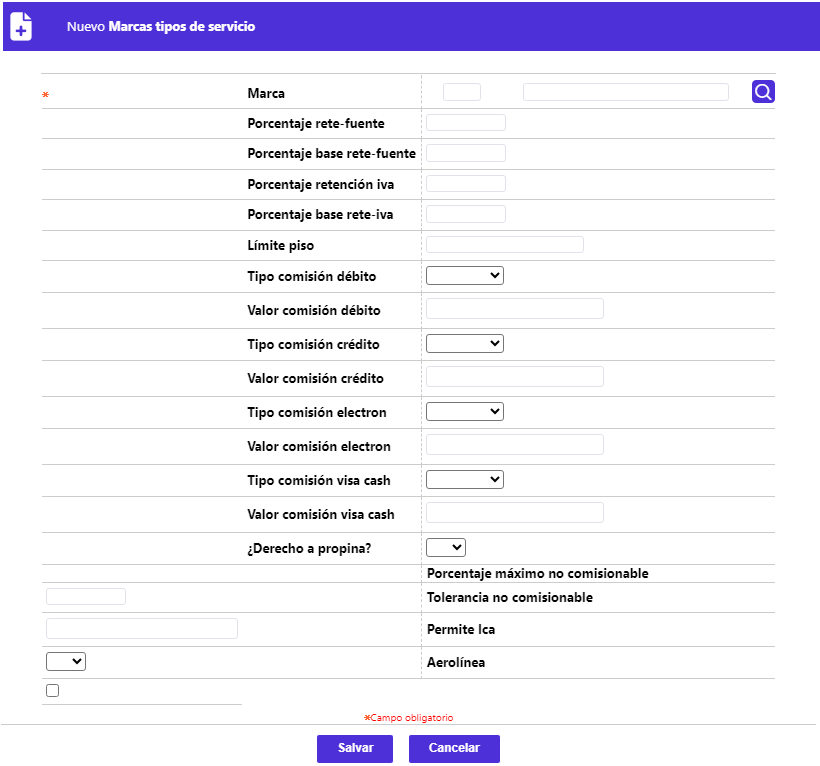 Nuevo Marcas tipos de servicio
* Marca
Porcentaje rete-fuente
Porcentaje base rete-fuente
Porcentaje retención iva
Porcentaje base rete-iva
Límite piso
Tipo comisión débito
Valor comisión débito
Tipo comisión crédito
Valor comisión crédito
Tipo comisión electron
Valor comisión electron
Tipo comisión visa cash
Valor comisión visa cash
¿Derecho a propina?
Porcentaje máximo no comisionable
Tolerancia no comisionable
Permite Ica
Aerolínea
*Campo obligatorio
Salvar Cancelar